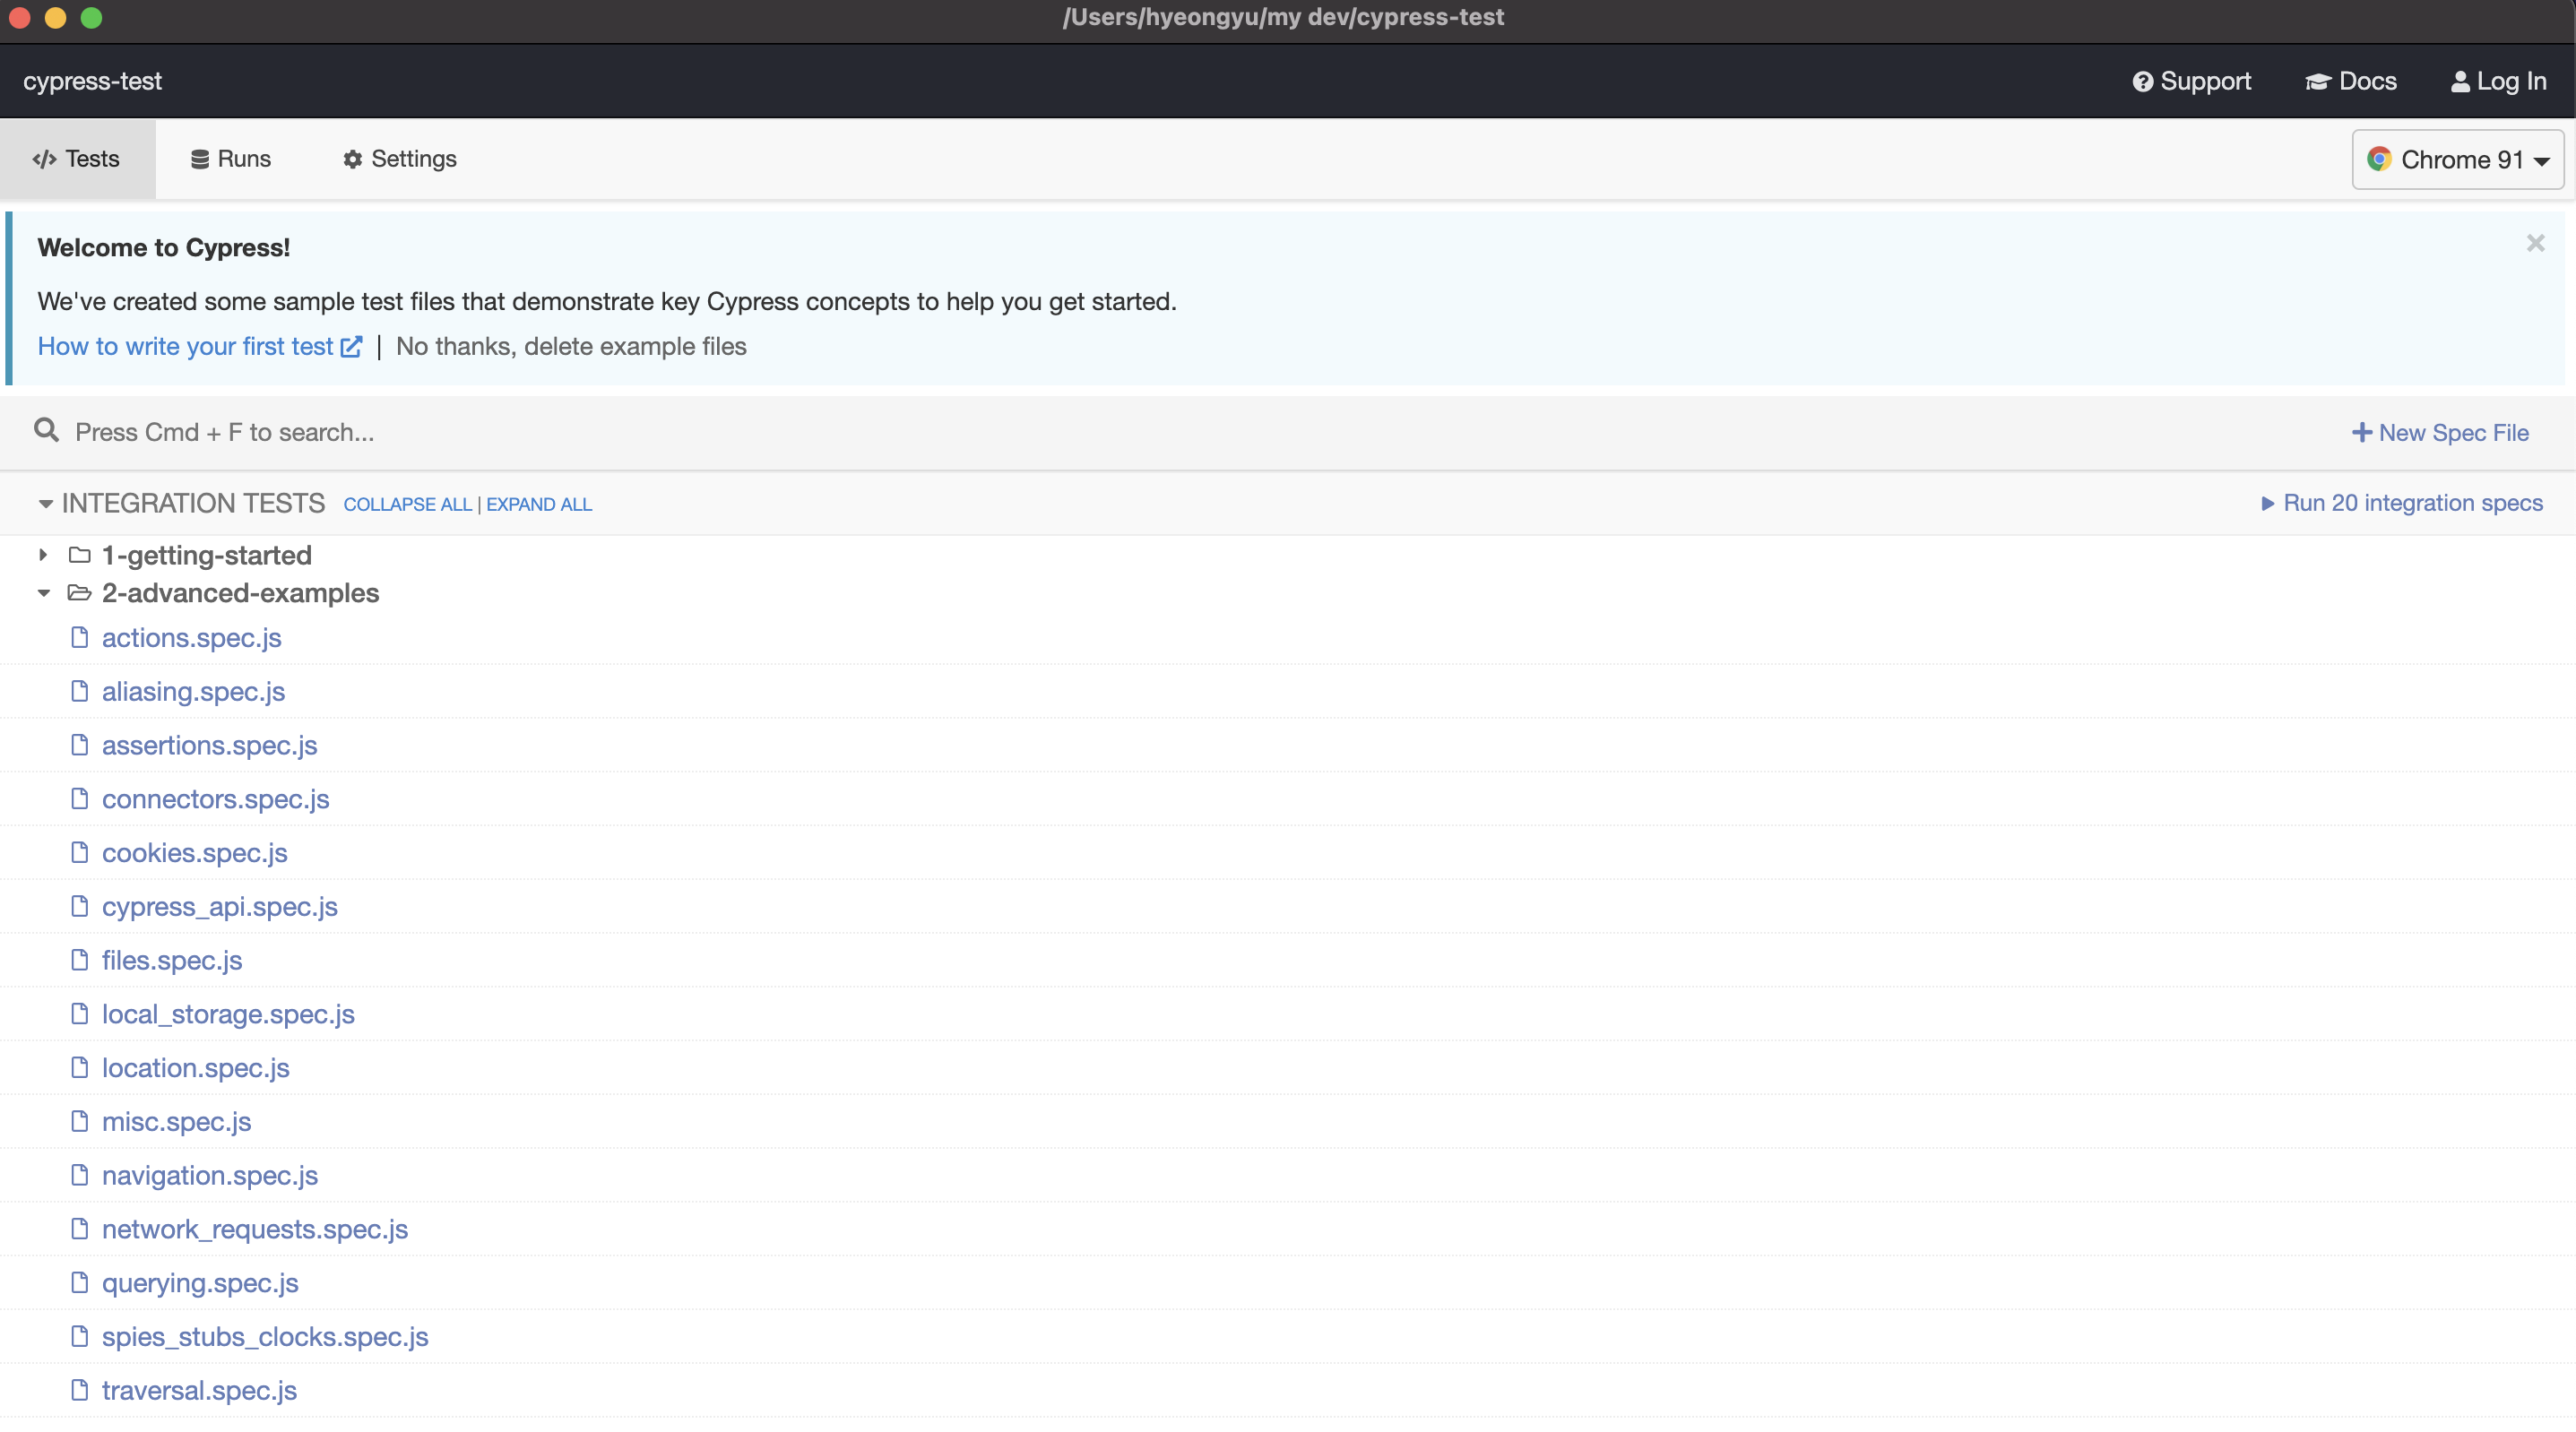 /Users/hyeongyu/my dev/cypress-test
cypress-test
Support
Docs
Log In
Tests
Runs
Settings
Chrome 91
Welcome to Cypress!
We've created some sample test files that demonstrate key Cypress concepts to help you get started.
How to write your first test | No thanks, delete example files
Press Cmd + F to search...
New Spec File
INTEGRATION TESTS COLLAPSE ALL | EXPAND ALL
Run 20 integration specs
1-getting-started
2-advanced-examples
actions.spec.js
aliasing.spec.js
assertions.spec.js
connectors.spec.js
cookies.spec.js
cypress_api.spec.js
files.spec.js
local_storage.spec.js
location.spec.js
misc.spec.js
navigation.spec.js
network_requests.spec.js
querying.spec.js
spies_stubs_clocks.spec.js
traversal.spec.js